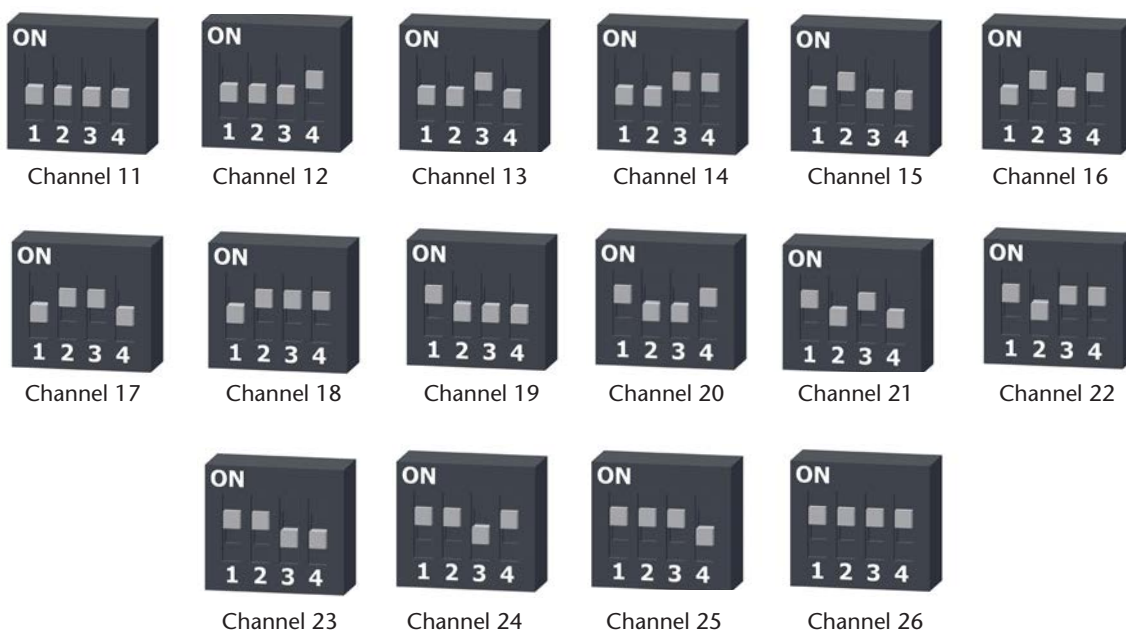 ON ON ON ON ON ON
1 2 3 4 1 2 3 4 1 2 3 4 1 2 3 4 1 2 3 4 1 2 3 4
Channel 11 Channel 12 Channel 13 Channel 14 Channel 15 Channel 16
ON ON ON ON ON ON
1 2 3 4 1 2 3 4 1 2 3 4 1 2 3 4 1 2 3 4 1 2 3 4
Channel 17 Channel 18 Channel 19 Channel 20 Channel 21 Channel 22
ON ON ON ON
1 2 3 4 1 2 3 4 1 2 3 4 1 2 3 4
Channel 23 Channel 24 Channel 25 Channel 26